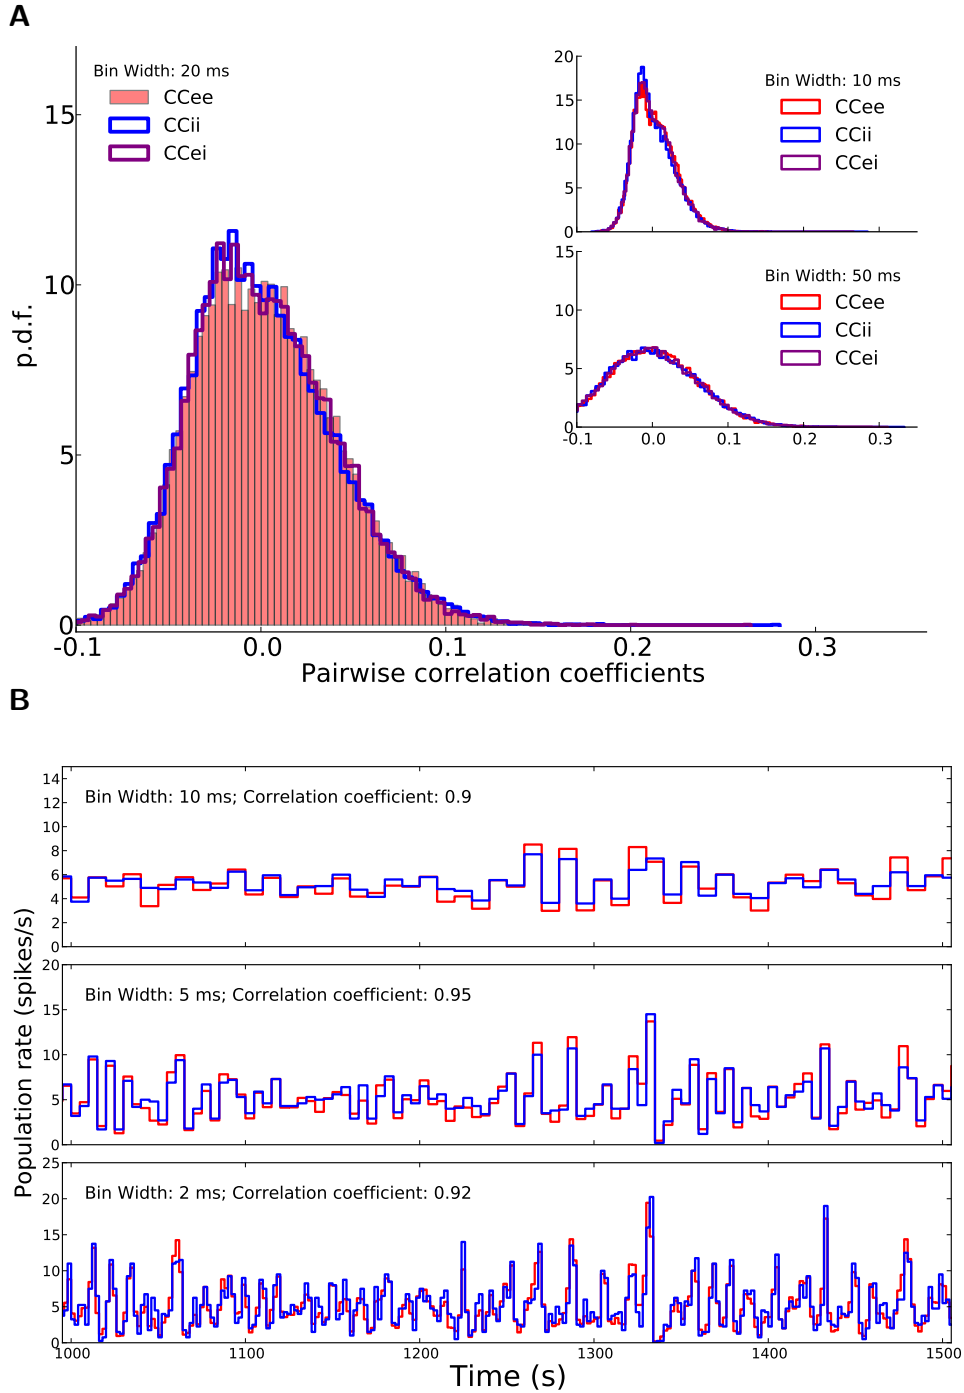 A
Bin Width: 20 ms
CCee
CCii
CCei
15
10
5
0
p.d.f.
-0.1
0.0
0.1
0.2
0.3
Pairwise correlation coefficients
20
15
10
5
0
Bin Width: 10 ms
CCee
CCii
CCei
15
10
5
0
Bin Width: 50 ms
CCee
CCii
CCei
-0.1
0.0
0.1
0.2
0.3
B
Population rate (spikes/s)
14
12
10
8
6
4
2
0
Bin Width: 10 ms; Correlation coefficient: 0.9
20
15
10
5
0
Bin Width: 5 ms; Correlation coefficient: 0.95
25
20
15
10
5
0
Bin Width: 2 ms; Correlation coefficient: 0.92
1000
1100
1200
1300
1400
1500
Time (s)